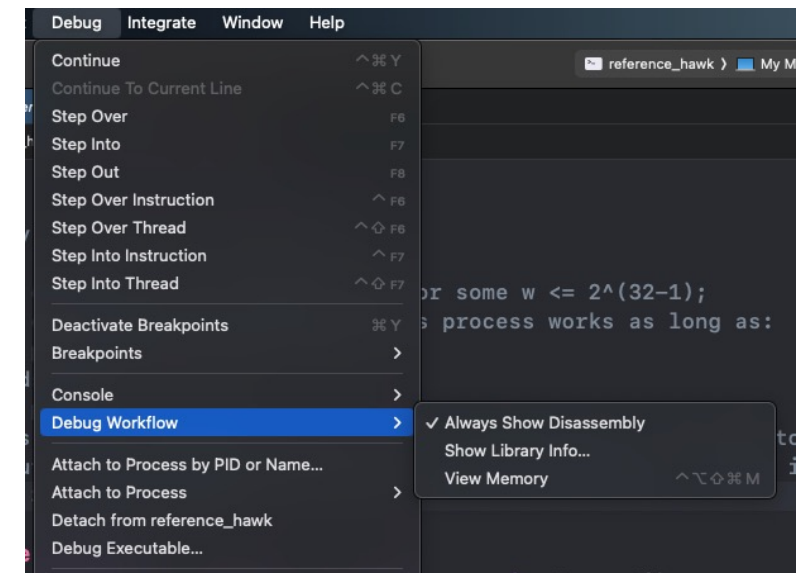 Debug Integrate Window Help
Continue ^⌘Y
reference_hawk 〉 My M
Continue To Current Line ^⌘C
Step Over F6
Step Into F7
Step Out F8
Step Over Instruction ^F6
Step Over Thread ^⇧F6
Step Into Instruction ^F7
Step Into Thread ^⇧F7
or some w <= 2^(32-1);
Deactivate Breakpoints ⌘Y
s process works as long as:
Breakpoints >
Console >
Debug Workflow >
✓ Always Show Disassembly
Show Library Info...
View Memory ^⌥⇧⌘M
Attach to Process by PID or Name...
Attach to Process >
Detach from reference_hawk
Debug Executable...